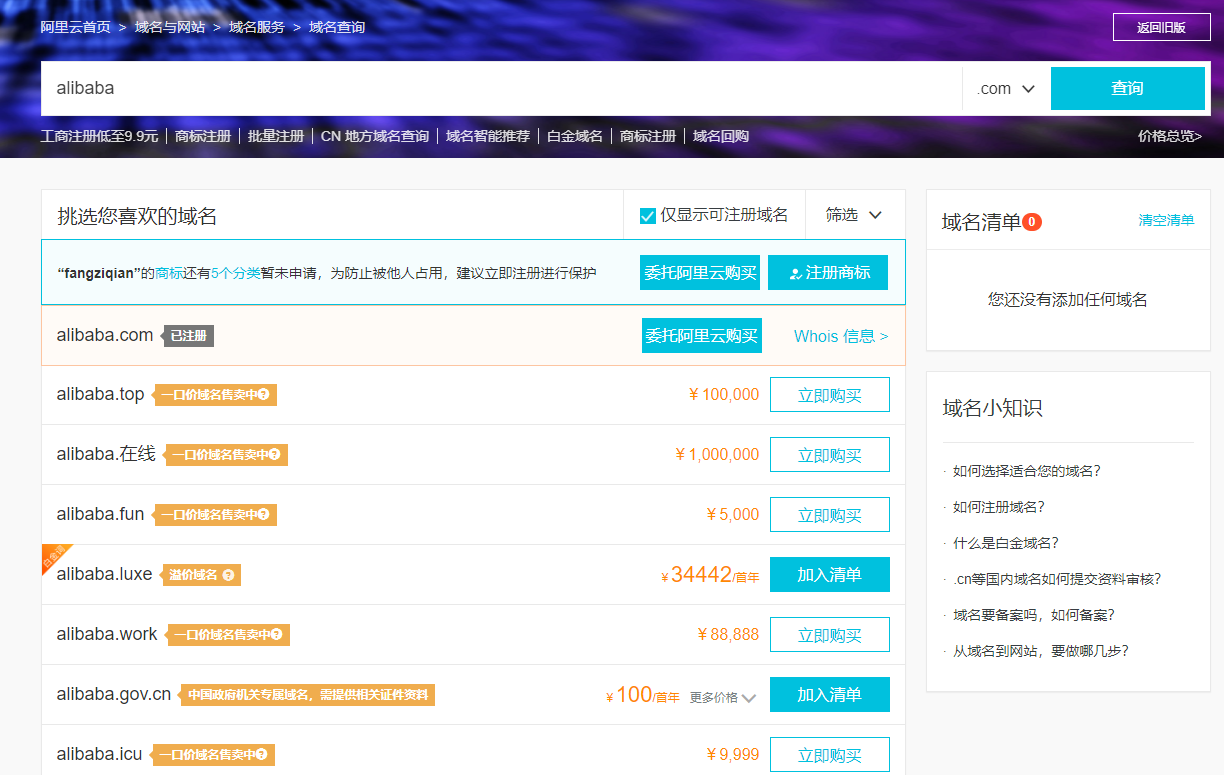 阿里云首页 > 域名与网站 > 域名服务 > 域名查询
返回旧版
alibaba
.com
查询
工商注册低至9.9元 | 商标注册 | 批量注册 | CN 地方域名查询 | 域名智能推荐 | 白金域名 | 商标注册 | 域名回购
价格总览>
挑选您喜欢的域名
仅显示可注册域名
筛选
“fangziqian”的商标还有5个分类暂未申请，为防止被他人占用，建议立即注册进行保护
委托阿里云购买
注册商标
alibaba.com 已注册
委托阿里云购买
Whois 信息 >
alibaba.top 一口价域名售卖中? ¥ 100,000 立即购买
alibaba.在线 一口价域名售卖中? ¥ 1,000,000 立即购买
alibaba.fun 一口价域名售卖中? ¥ 5,000 立即购买
白金词
alibaba.luxe 溢价域名 ? ¥ 34442/首年 加入清单
alibaba.work 一口价域名售卖中? ¥ 88,888 立即购买
alibaba.gov.cn 中国政府机关专属域名，需提供相关证件资料 ¥ 100/首年 更多价格 加入清单
alibaba.icu 一口价域名售卖中? ¥ 9,999 立即购买
域名清单 0
清空清单
您还没有添加任何域名
域名小知识
· 如何选择适合您的域名?
· 如何注册域名?
· 什么是白金域名?
· .cn等国内域名如何提交资料审核?
· 域名要备案吗，如何备案?
· 从域名到网站，要做哪几步?